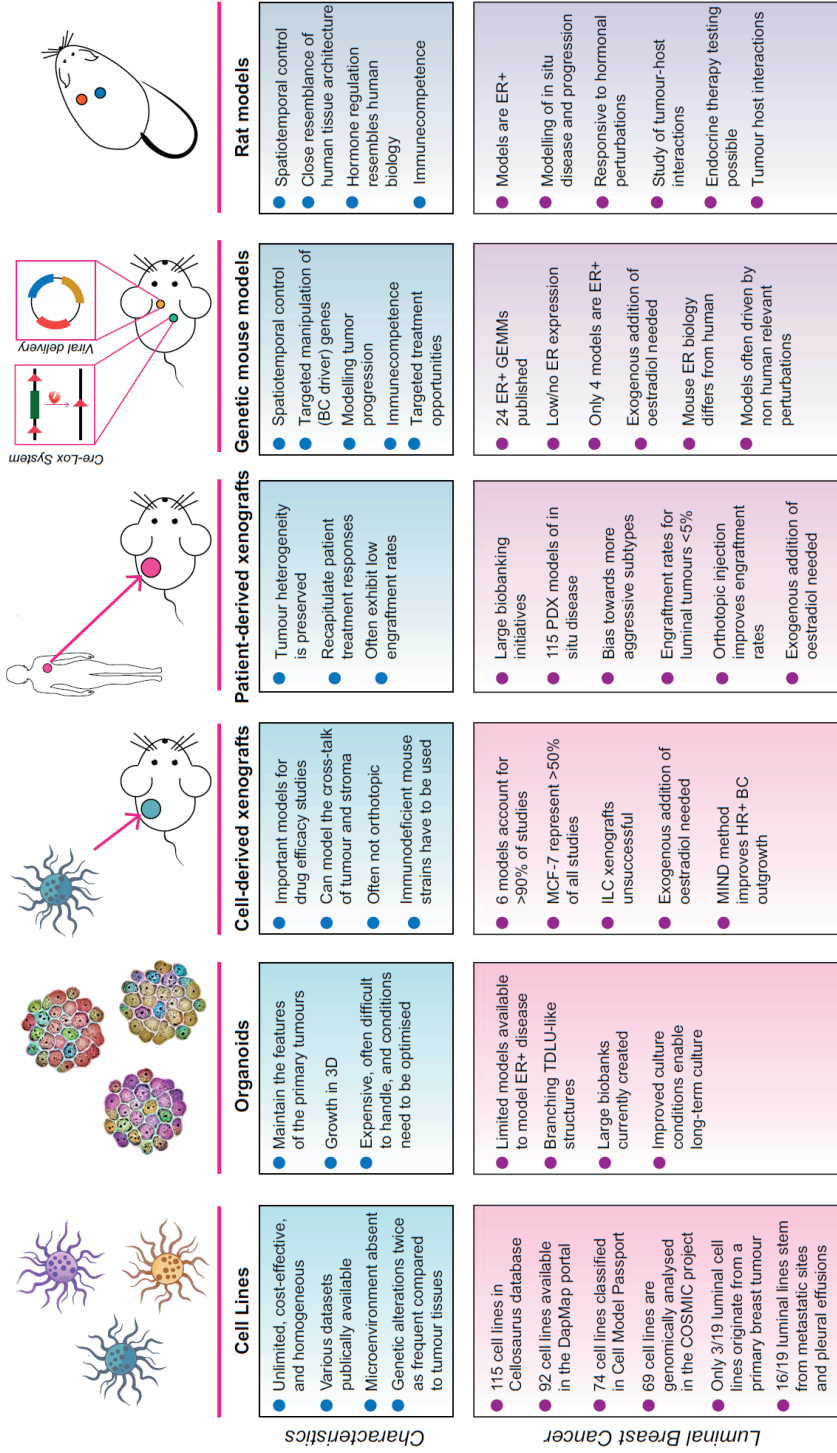 Cell Lines
Organoids
Cell-derived xenografts
Patient-derived xenografts
Cre-Lox System
Viral delivery
Genetic mouse models
Rat models
Characteristics
Unlimited, cost-effective,
and homogeneous
Various datasets
publically available
Microenvironment absent
Genetic alterations twice
as frequent compared
to tumour tissues
Maintain the features
of the primary tumours
Growth in 3D
Expensive, often difficult
to handle, and conditions
need to be optimised
Important models for
drug efficacy studies
Can model the cross-talk
of tumour and stroma
Often not orthotopic
Immunodeficient mouse
strains have to be used
Tumour heterogeneity
is preserved
Recapitulate patient
treatment responses
Often exhibit low
engraftment rates
Spatiotemporal control
Targeted manipulation of
(BC driver) genes
Modelling tumor
progression
Immunecompetence
Targeted treatment
opportunities
Spatiotemporal control
Close resemblance of
human tissue architecture
Hormone regulation
resembles human
biology
Immunecompetence
Luminal Breast Cancer
115 cell lines in
Cellosaurus database
92 cell lines available
in the DapMap portal
74 cell lines classified
in Cell Model Passport
69 cell lines are
genomically analysed
in the COSMIC project
Only 3/19 luminal cell
lines originate from a
primary breast tumour
16/19 luminal lines stem
from metastatic sites
and pleural effusions
Limited models available
to model ER+ disease
Branching TDLU-like
structures
Large biobanks
currently created
Improved culture
conditions enable
long-term culture
6 models account for
>90% of studies
MCF-7 represent >50%
of all studies
ILC xenografts
unsuccessful
Exogenous addition of
oestradiol needed
MIND method
improves HR+ BC
outgrowth
Large biobanking
initiatives
115 PDX models of in
situ disease
Bias towards more
aggressive subtypes
Engraftment rates for
luminal tumours <5%
Orthotopic injection
improves engraftment
rates
Exogenous addition of
oestradiol needed
24 ER+ GEMMs
published
Low/no ER expression
Only 4 models are ER+
Exogenous addition of
oestradiol needed
Mouse ER biology
differs from human
Models often driven by
non human relevant
perturbations
Models are ER+
Modelling of in situ
disease and progression
Responsive to hormonal
perturbations
Study of tumour-host
interactions
Endocrine therapy testing
possible
Tumour host interactions